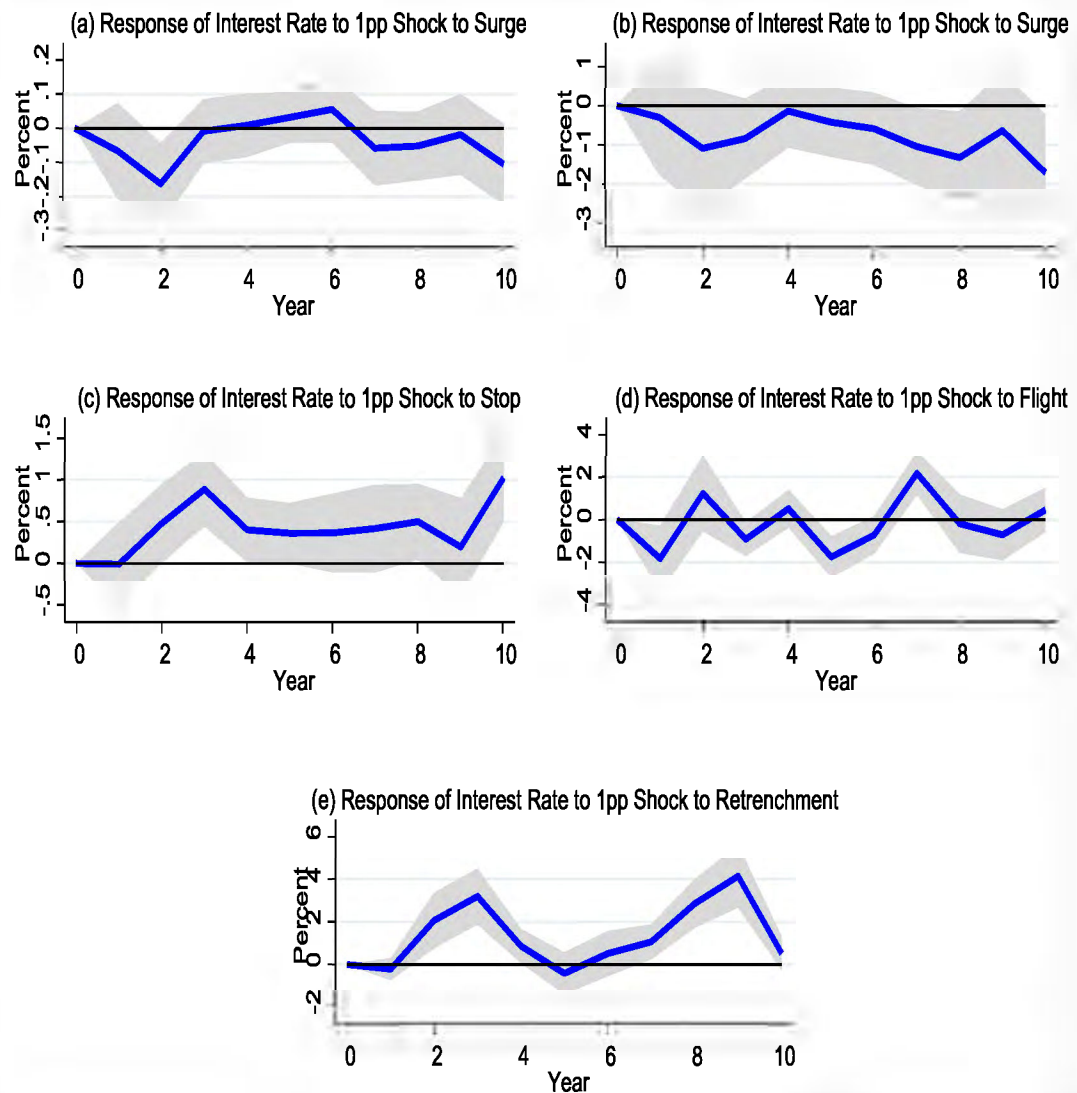 (a) Response of Interest Rate to 1pp Shock to Surge
Percent
.2
.1
0
-.1
-.2
-.3
0 2 4 6 8 10
Year
(b) Response of Interest Rate to 1pp Shock to Surge
Percent
1
0
-1
-2
-3
0 2 4 6 8 10
Year
(c) Response of Interest Rate to 1pp Shock to Stop
Percent
1.5
1
.5
0
-.5
0 2 4 6 8 10
Year
(d) Response of Interest Rate to 1pp Shock to Flight
Percent
4
2
0
-2
-4
0 2 4 6 8 10
Year
(e) Response of Interest Rate to 1pp Shock to Retrenchment
Percent
6
4
2
0
-2
0 2 4 6 8 10
Year